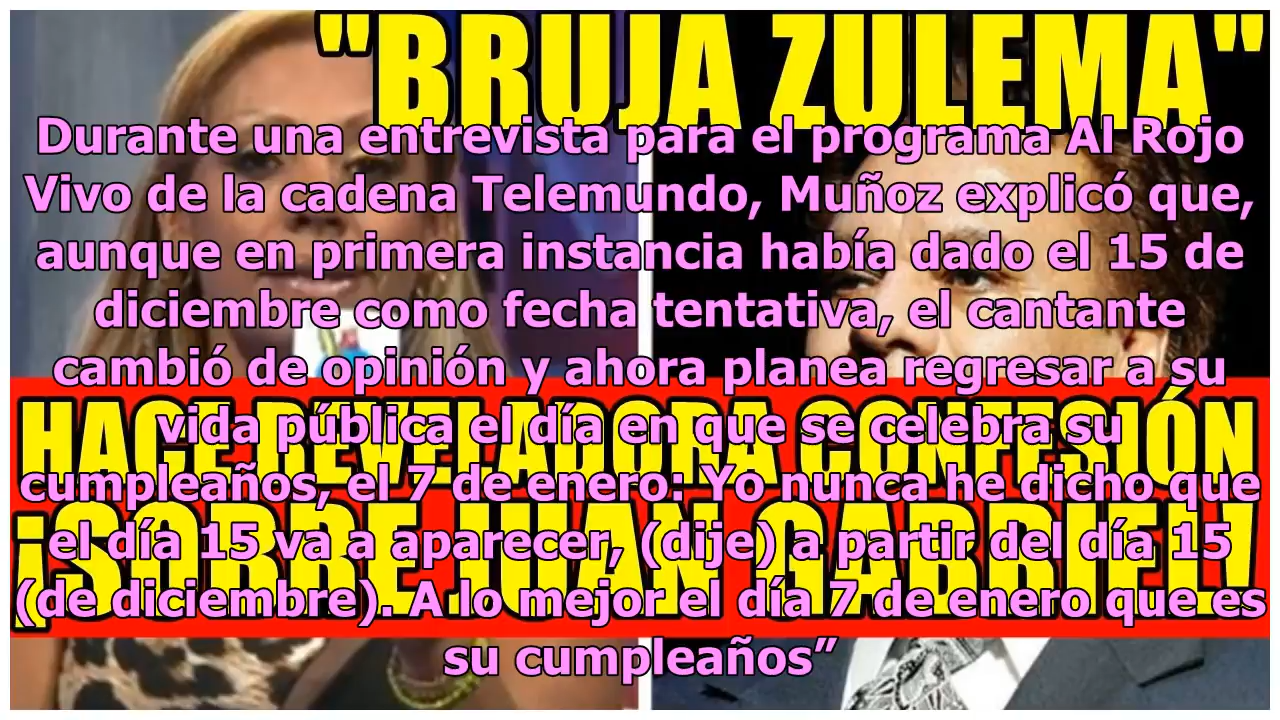 "BRUJA ZULEMA"
Durante una entrevista para el programa Al Rojo
Vivo de la cadena Telemundo, Muñoz explicó que,
aunque en primera instancia había dado el 15 de
diciembre como fecha tentativa, el cantante
cambió de opinión y ahora planea regresar a su
vida pública el día en que se celebra su
cumpleaños, el 7 de enero: Yo nunca he dicho que
el día 15 va a aparecer, (dije) a partir del día 15
(de diciembre). A lo mejor el día 7 de enero que es
su cumpleaños”
HACE REVELADORA CONFESIÓN
¡SOBRE JUAN GABRIEL!